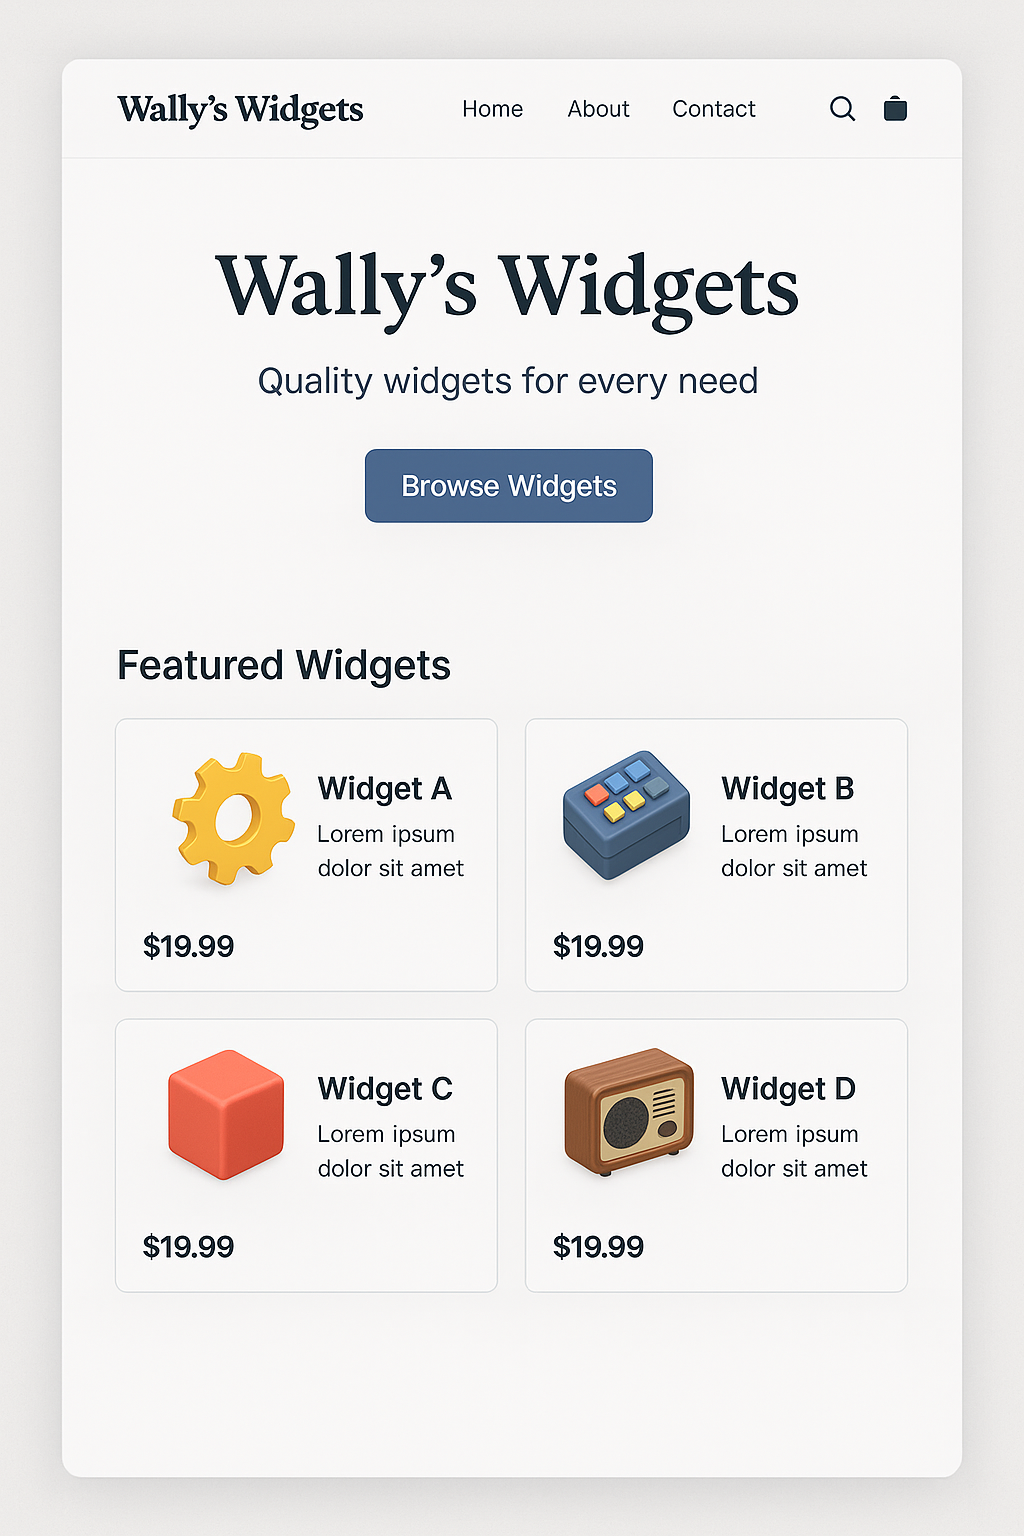 Wally’s Widgets
Home About Contact
Wally’s Widgets
Quality widgets for every need
Browse Widgets
Featured Widgets
Widget A
Lorem ipsum
dolor sit amet
$19.99
Widget B
Lorem ipsum
dolor sit amet
$19.99
Widget C
Lorem ipsum
dolor sit amet
$19.99
Widget D
Lorem ipsum
dolor sit amet
$19.99